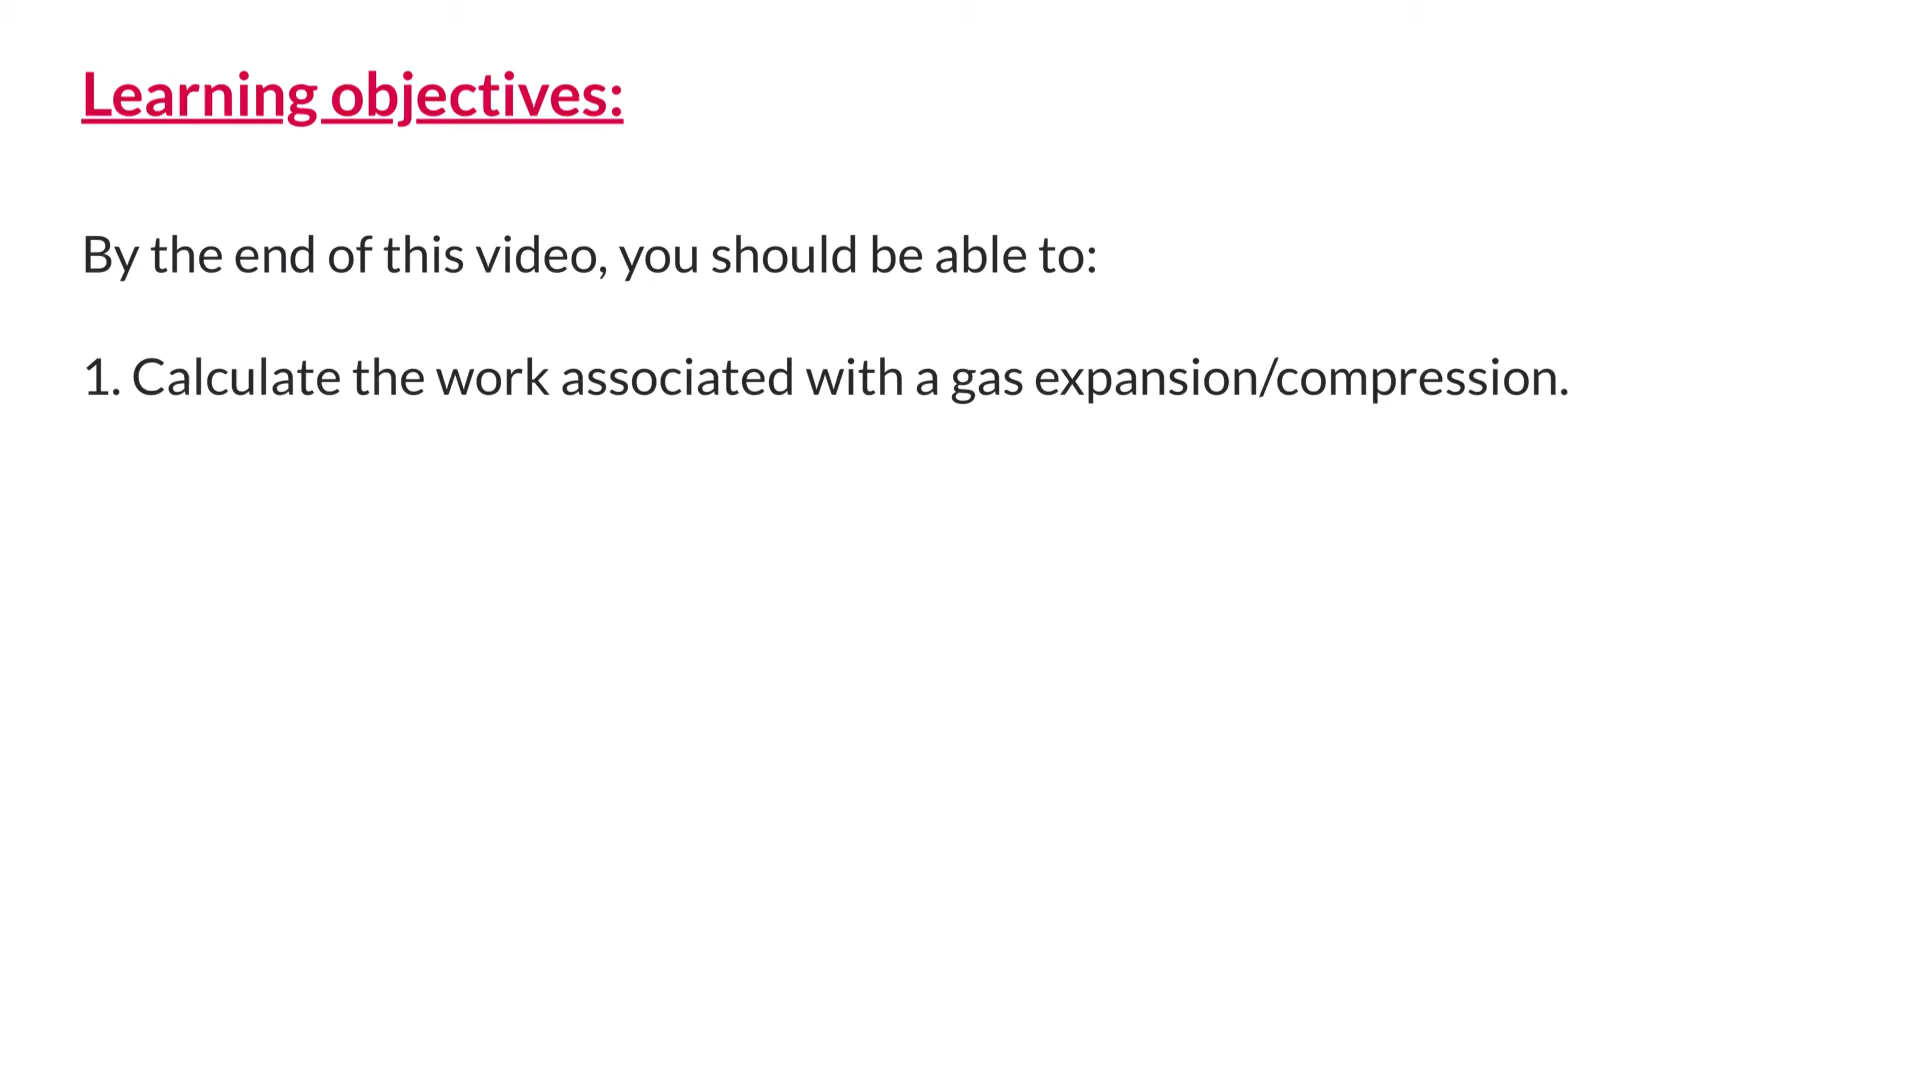 Learning objectives:
By the end of this video, you should be able to:
1. Calculate the work associated with a gas expansion/compression.